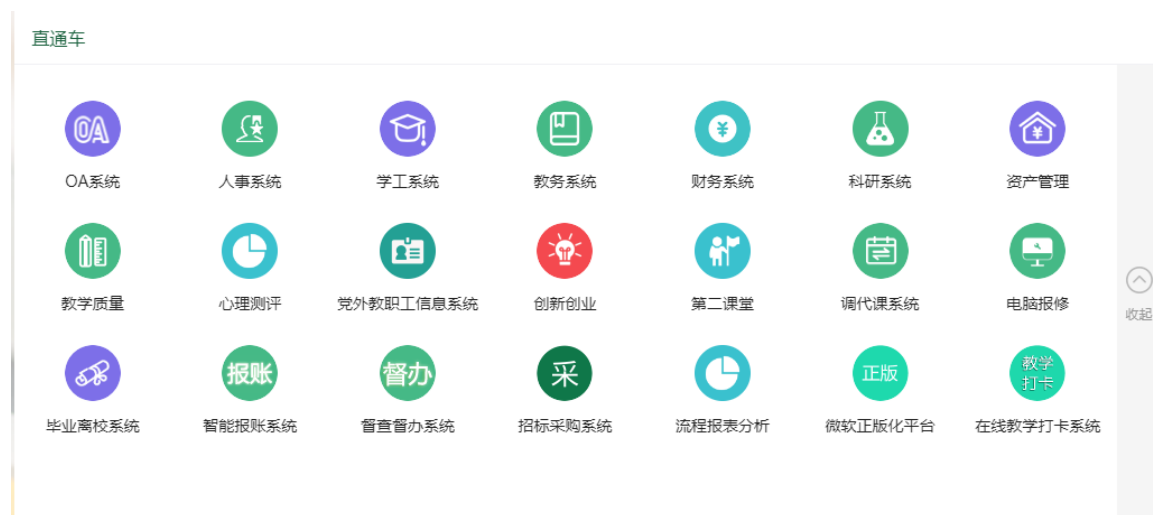 直通车
OA
OA系统 人事系统 学工系统 教务系统 财务系统 科研系统 资产管理
教学质量 心理测评 党外教职工信息系统 创新创业 第二课堂 调代课系统 电脑报修
收起
报账 督办 采 正版 教学
打卡
毕业离校系统 智能报账系统 督查督办系统 招标采购系统 流程报表分析 微软正版化平台 在线教学打卡系统